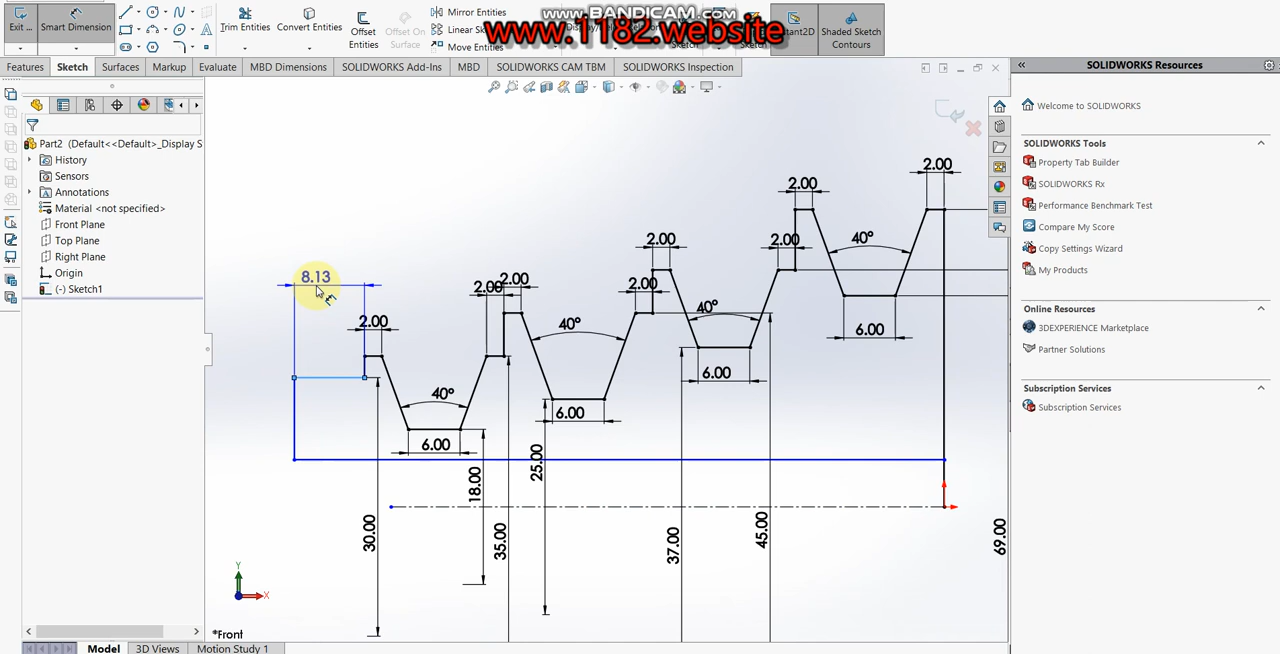 www.BANDICAM.com
www.1182.website
Exit ...
Smart Dimension
Trim Entities
Convert Entities
Offset Entities
Offset On Surface
Mirror Entities
Linear Sk
Move Entities
Shaded Sketch Contours
Features
Sketch
Surfaces
Markup
Evaluate
MBD Dimensions
SOLIDWORKS Add-Ins
MBD
SOLIDWORKS CAM TBM
SOLIDWORKS Inspection
Part2 (Default<<Default>_Display S
History
Sensors
Annotations
Material <not specified>
Front Plane
Top Plane
Right Plane
Origin
(-) Sketch1
2.00
2.00
40°
2.00
2.00
6.00
8.13
2.00
2.00
2.00
40°
2.00
40°
6.00
6.00
40°
6.00
25.00
18.00
30.00
35.00
37.00
45.00
69.00
Y
X
*Front
Model
3D Views
Motion Study 1
SOLIDWORKS Resources
Welcome to SOLIDWORKS
SOLIDWORKS Tools
Property Tab Builder
SOLIDWORKS Rx
Performance Benchmark Test
Compare My Score
Copy Settings Wizard
My Products
Online Resources
3DEXPERIENCE Marketplace
Partner Solutions
Subscription Services
Subscription Services